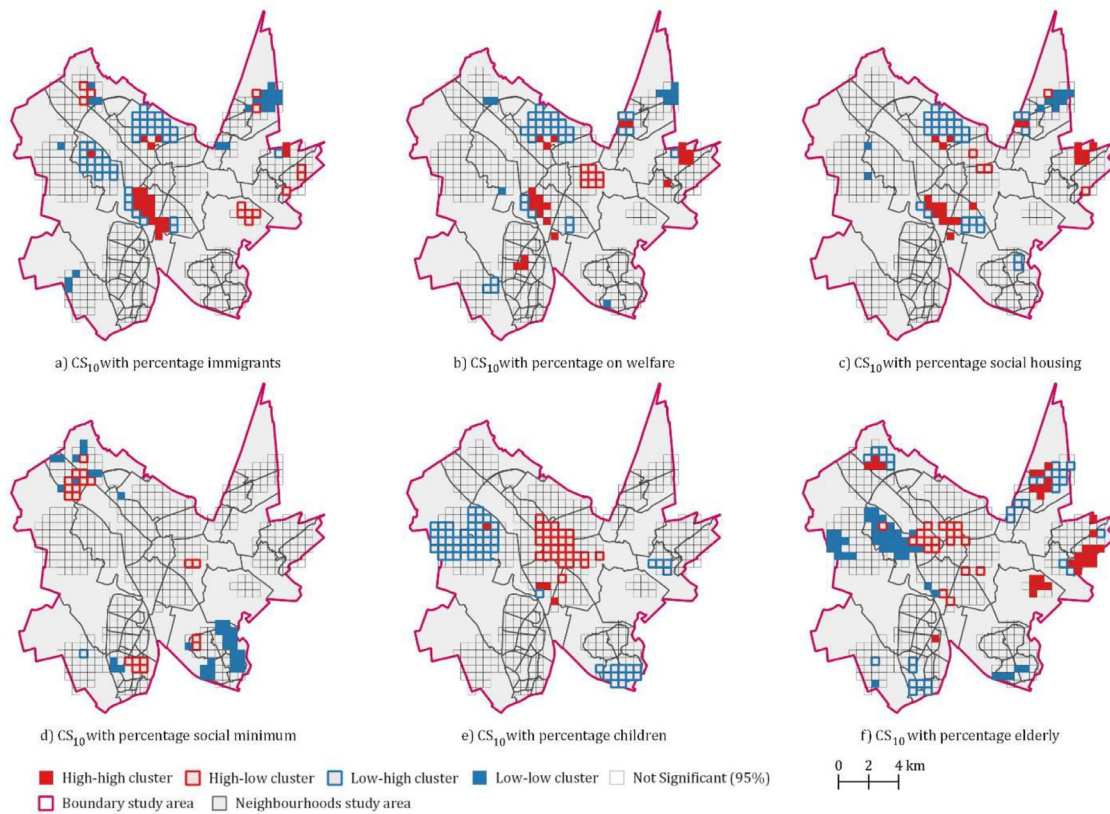 a) CS10 with percentage immigrants
b) CS10 with percentage on welfare
c) CS10 with percentage social housing
d) CS10 with percentage social minimum
e) CS10 with percentage children
f) CS10 with percentage elderly
High-high cluster
High-low cluster
Low-high cluster
Low-low cluster
Not Significant (95%)
Boundary study area
Neighbourhoods study area
0 2 4 km